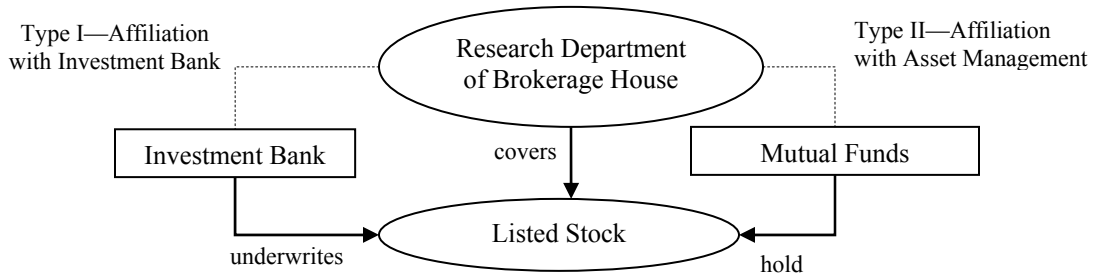 Type I—Affiliation
with Investment Bank
Research Department
of Brokerage House
Type II—Affiliation
with Asset Management
Investment Bank
covers
Mutual Funds
Listed Stock
underwrites
hold